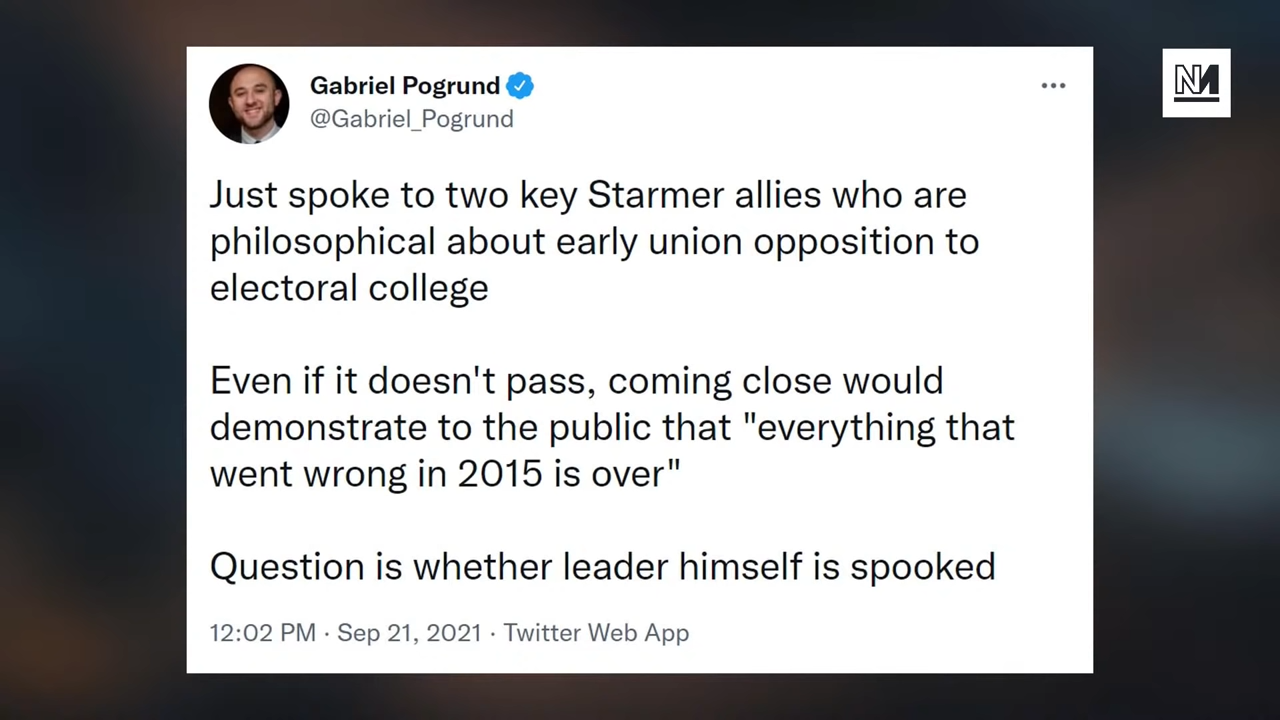 Gabriel Pogrund
@Gabriel_Pogrund
Just spoke to two key Starmer allies who are
philosophical about early union opposition to
electoral college
Even if it doesn't pass, coming close would
demonstrate to the public that "everything that
went wrong in 2015 is over"
Question is whether leader himself is spooked
12:02 PM · Sep 21, 2021 · Twitter Web App
NM